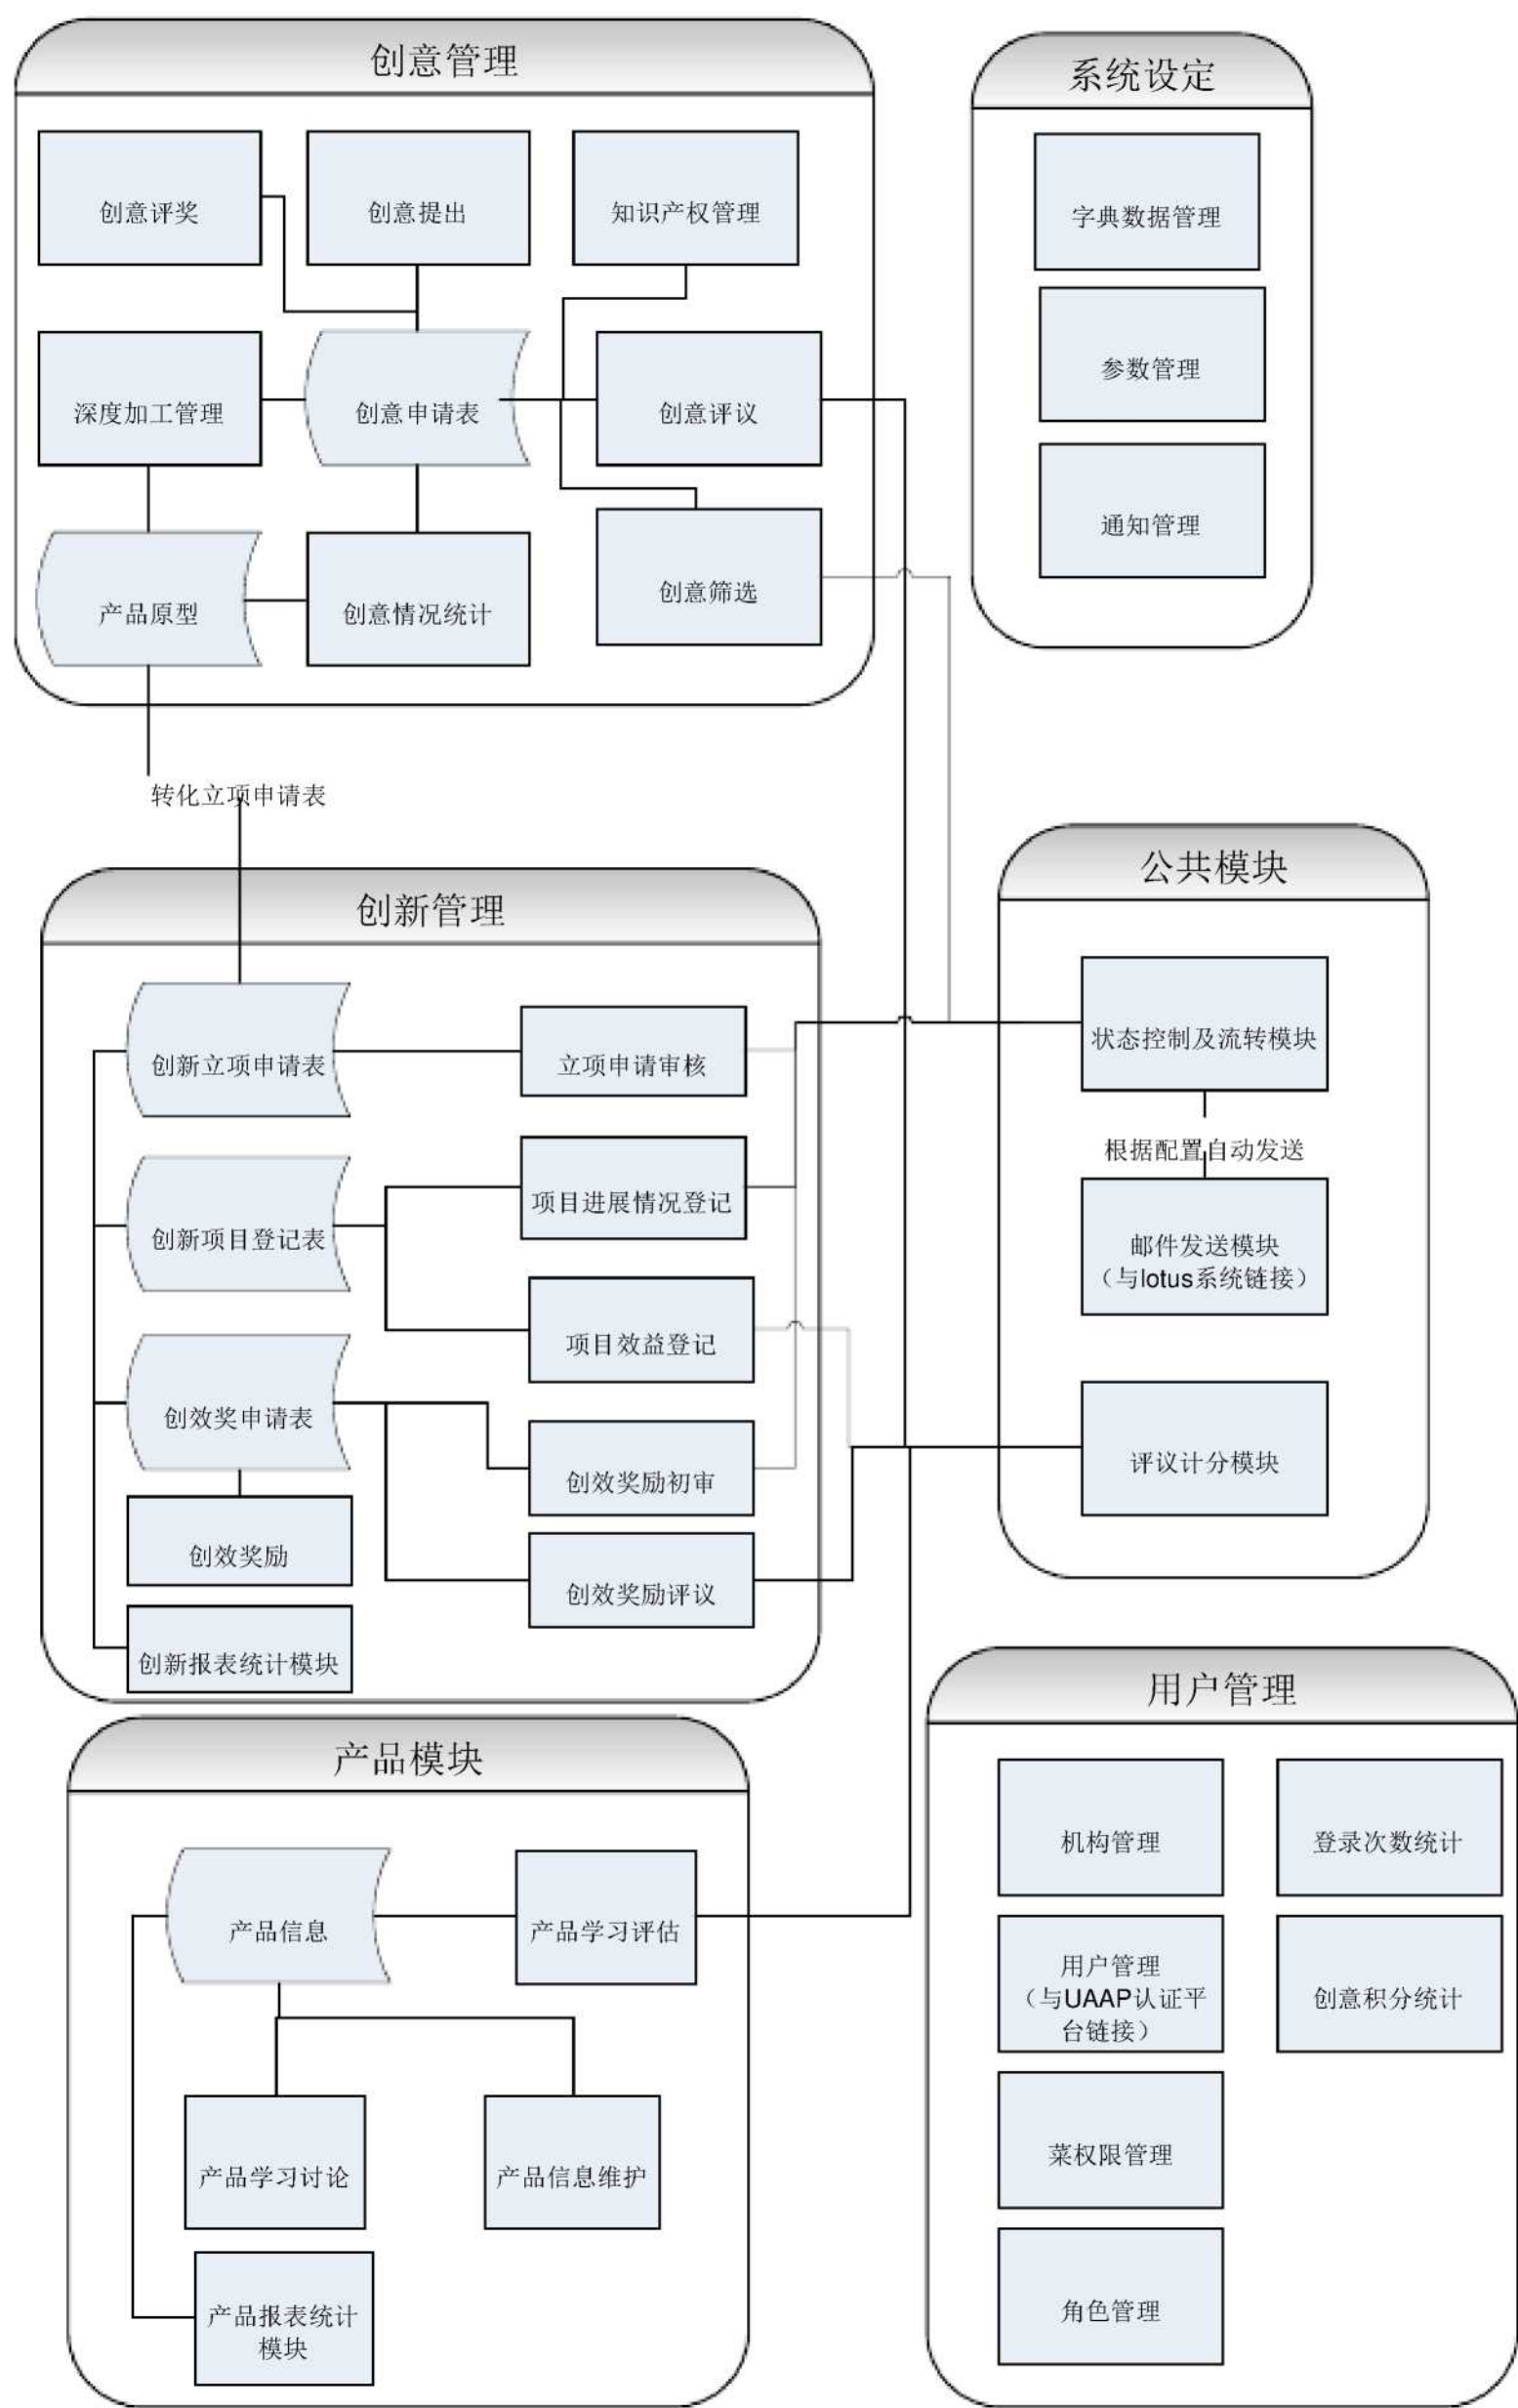 创意管理
创意评奖
创意提出
知识产权管理
深度加工管理
创意申请表
创意评议
产品原型
创意情况统计
创意筛选
系统设定
字典数据管理
参数管理
通知管理
转化立项申请表
创新管理
创新立项申请表
立项申请审核
创新项目登记表
项目进展情况登记
项目效益登记
创效奖申请表
创效奖励初审
创效奖励
创效奖励评议
创新报表统计模块
公共模块
状态控制及流转模块
根据配置自动发送
邮件发送模块
（与lotus系统链接）
评议计分模块
产品模块
产品信息
产品学习评估
产品学习讨论
产品信息维护
产品报表统计
模块
用户管理
机构管理
登录次数统计
用户管理
（与UAAP认证平
台链接）
创意积分统计
菜权限管理
角色管理